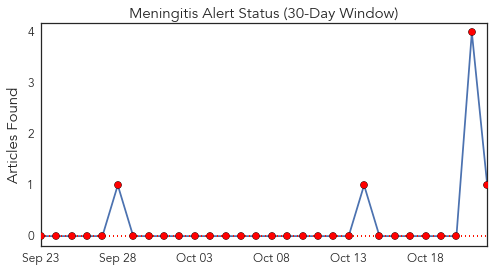 Meningitis Alert Status (30-Day Window)
Articles Found
4
3
2
1
0
Sep 23 Sep 28 Oct 03 Oct 08 Oct 13 Oct 18